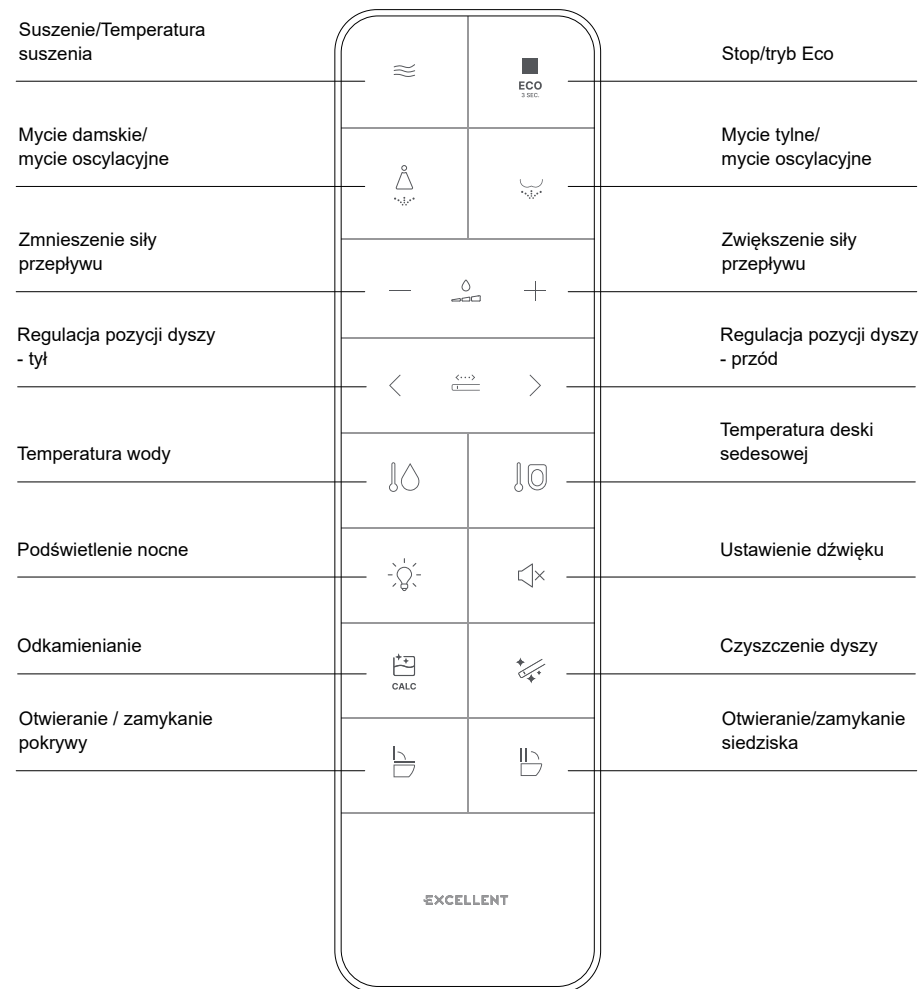 Suszenie/Temperatura
suszenia
Stop/tryb Eco
ECO
3 SEC.
Mycie damskie/
mycie oscylacyjne
Mycie tylne/
mycie oscylacyjne
Zmnieszenie siły
przepływu
Zwiększenie siły
przepływu
Regulacja pozycji dyszy
- tył
Regulacja pozycji dyszy
- przód
Temperatura wody
Temperatura deski
sedesowej
Podświetlenie nocne
Ustawienie dźwięku
Odkamienianie
CALC
Czyszczenie dyszy
Otwieranie / zamykanie
pokrywy
Otwieranie/zamykanie
siedziska
EXCELLENT